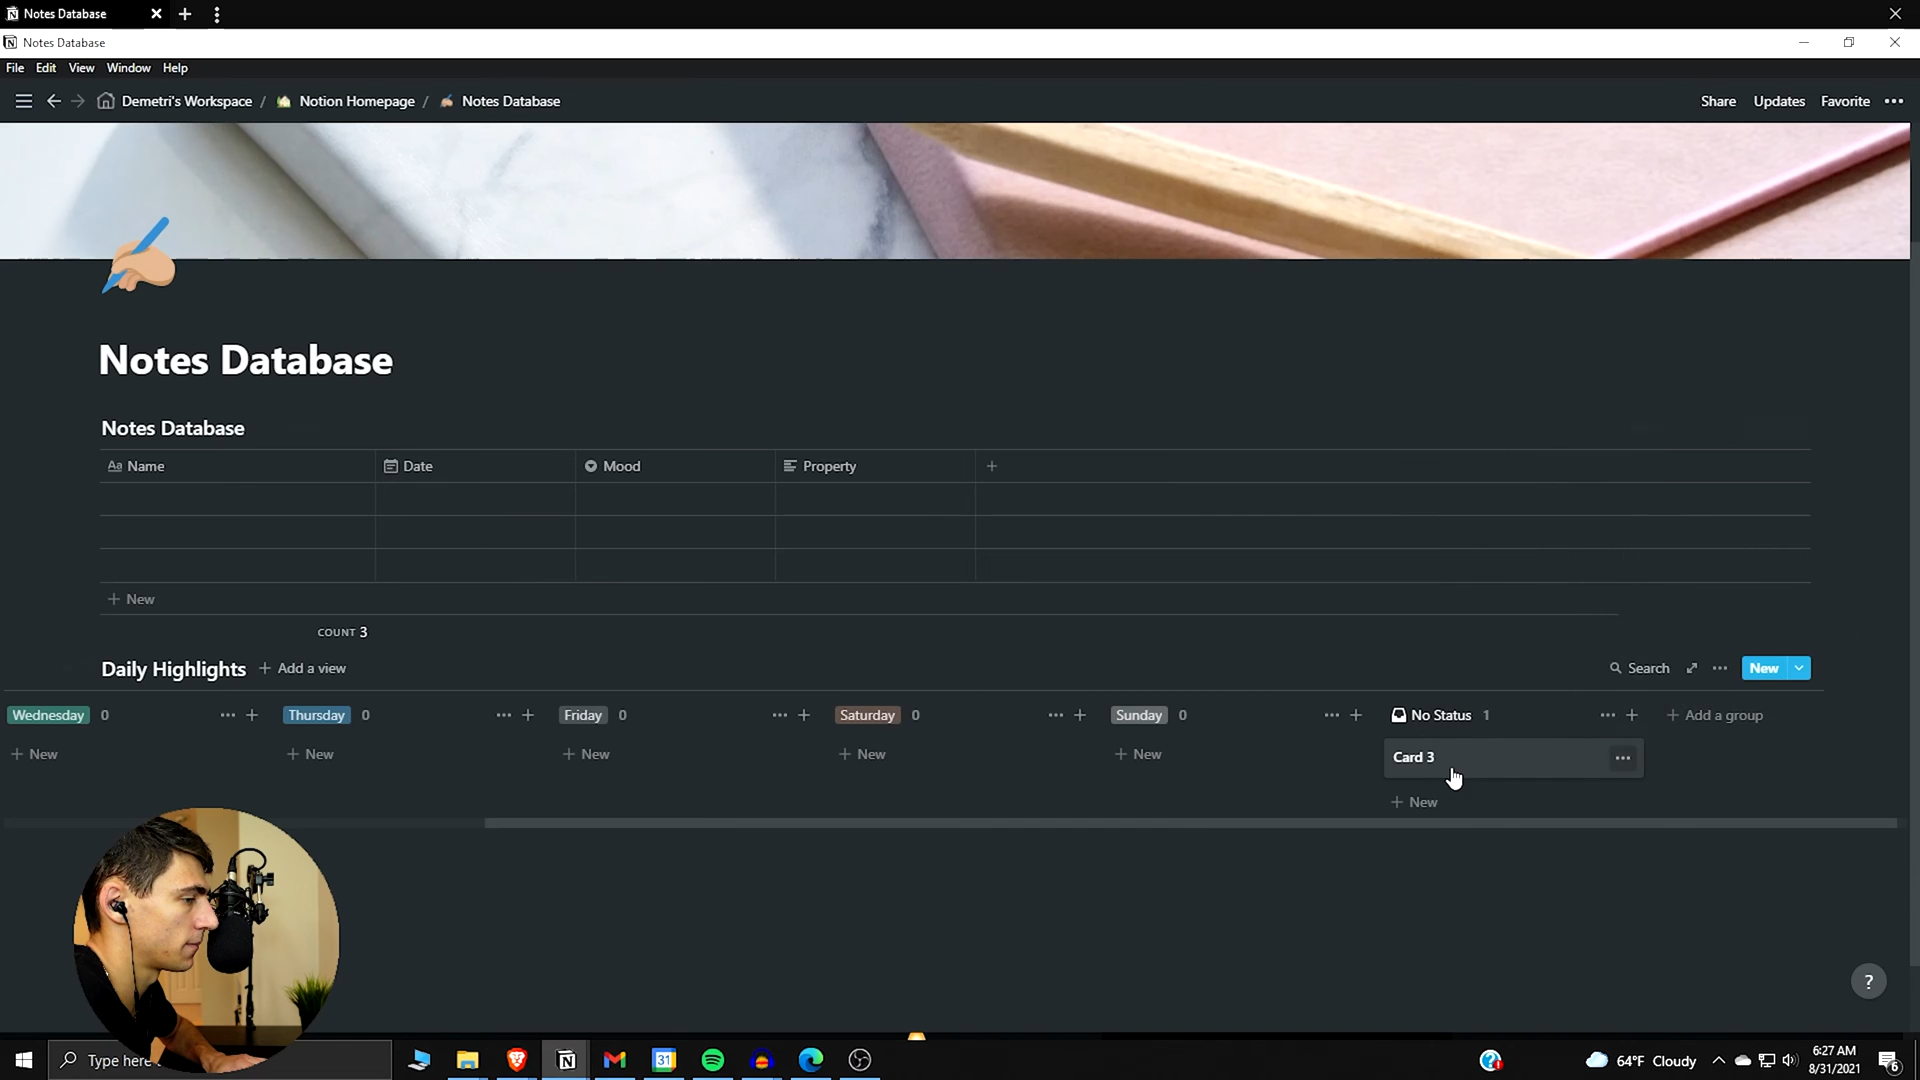 Notes Database
Notes Database
File Edit View Window Help
Demetri's Workspace / Notion Homepage / Notes Database
Share Updates Favorite
Notes Database
Notes Database
Aa Name Date Mood Property
+ New
COUNT 3
Daily Highlights + Add a view
Search New
Wednesday 0 Thursday 0 Friday 0 Saturday 0 Sunday 0 No Status 1 + Add a group
+ New + New + New + New + New Card 3
+ New
?
Type here
31
64°F Cloudy
6:27 AM
8/31/2021
6